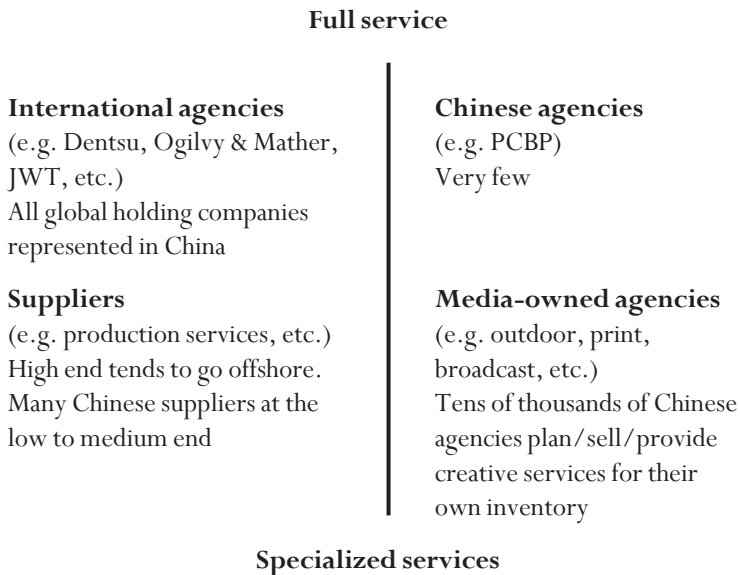 Full service
International agencies
(e.g. Dentsu, Ogilvy & Mather,
JWT, etc.)
All global holding companies
represented in China
Chinese agencies
(e.g. PCBP)
Very few
Suppliers
(e.g. production services, etc.)
High end tends to go offshore.
Many Chinese suppliers at the
low to medium end
Media-owned agencies
(e.g. outdoor, print,
broadcast, etc.)
Tens of thousands of Chinese
agencies plan/sell/provide
creative services for their
own inventory
Specialized services